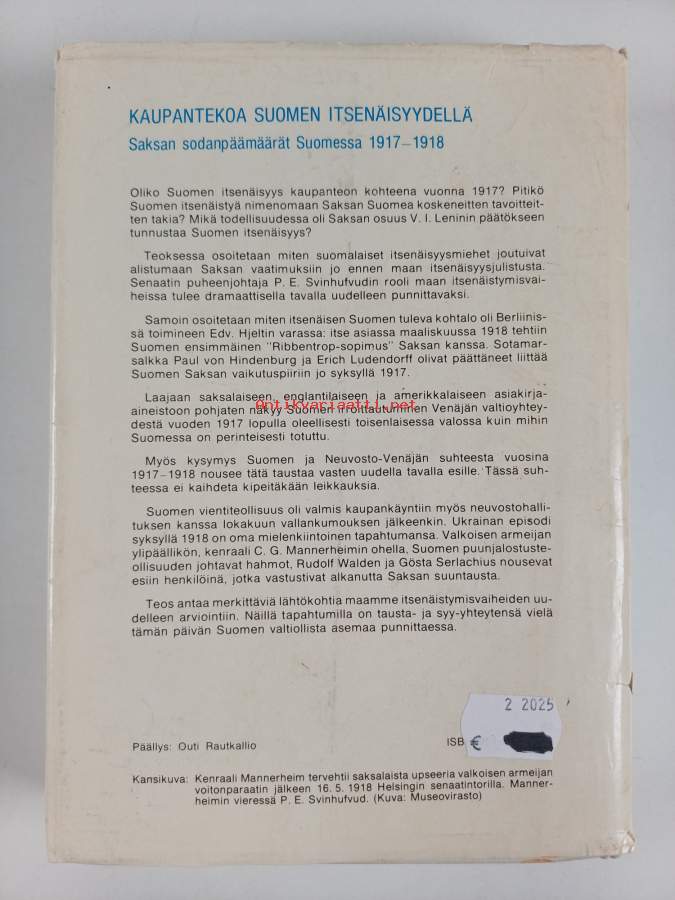 KAUPANTEKOA SUOMEN ITSENÄISYYDELLÄ
Saksan sodanpäämäärät Suomessa 1917–1918
Oliko Suomen itsenäisyys kaupanteon kohteena vuonna 1917? Pitikö
Suomen itsenäistyä nimenomaan Saksan Suomea koskeneitten tavoitteit-
ten takia? Mikä todellisuudessa oli Saksan osuus V. I. Leninin päätökseen
tunnustaa Suomen itsenäisyys?
Teoksessa osoitetaan miten suomalaiset itsenäisyysmiehet joutuivat
alistumaan Saksan vaatimuksiin jo ennen maan itsenäisyysjulistusta.
Senaatin puheenjohtaja P. E. Svinhufvudin rooli maan itsenäistymisvai-
heissa tulee dramaattisella tavalla uudelleen punnittavaksi.
Samoin osoitetaan miten itsenäisen Suomen tuleva kohtalo oli Berliinis-
sä toimineen Edv. Hjeltin varassa: itse asiassa maaliskuussa 1918 tehtiin
Suomen ensimmäinen "Ribbentrop-sopimus" Saksan kanssa. Sotamar-
salkka Paul von Hindenburg ja Erich Ludendorff olivat päättäneet liittää
Suomen Saksan vaikutuspiiriin jo syksyllä 1917.
Laajaan saksalaiseen, englantilaiseen ja amerikkalaiseen asiakirja-
aineistoon pohjaten näkyy Suomen irroittautuminen Venäjän valtioyhtey-
destä vuoden 1917 lopulla oleellisesti toisenlaisessa valossa kuin mihin
Suomessa on perinteisesti totuttu.
Antikvariaatti.net
Myös kysymys Suomen ja Neuvosto-Venäjän suhteesta vuosina
1917–1918 nousee tätä taustaa vasten uudella tavalla esille. Tässä suh-
teessa ei kaihdeta kipeitäkään leikkauksia.
Suomen vientiteollisuus oli valmis kaupankäyntiin myös neuvostohalli-
tuksen kanssa lokakuun vallankumouksen jälkeenkin. Ukrainan episodi
syksyllä 1918 on oma mielenkiintoinen tapahtumansa. Valkoisen armeijan
ylipäällikön, kenraali C. G. Mannerheimin ohella, Suomen puunjalostuste-
ollisuuden johtavat hahmot, Rudolf Walden ja Gösta Serlachius nousevat
esiin henkilöinä, jotka vastustivat alkanutta Saksan suuntausta.
Teos antaa merkittäviä lähtökohtia maamme itsenäistymisvaiheiden uu-
delleen arviointiin. Näillä tapahtumilla on tausta- ja syy-yhteytensä vielä
tämän päivän Suomen valtiollista asemaa punnittaessa.
2 2025
Päällys: Outi Rautkallio
ISB €
Kansikuva: Kenraali Mannerheim tervehtii saksalaista upseeria valkoisen armeijan
voitonparaatin jälkeen 16. 5. 1918 Helsingin senaatintorilla. Manner-
heimin vieressä P. E. Svinhufvud. (Kuva: Museovirasto)